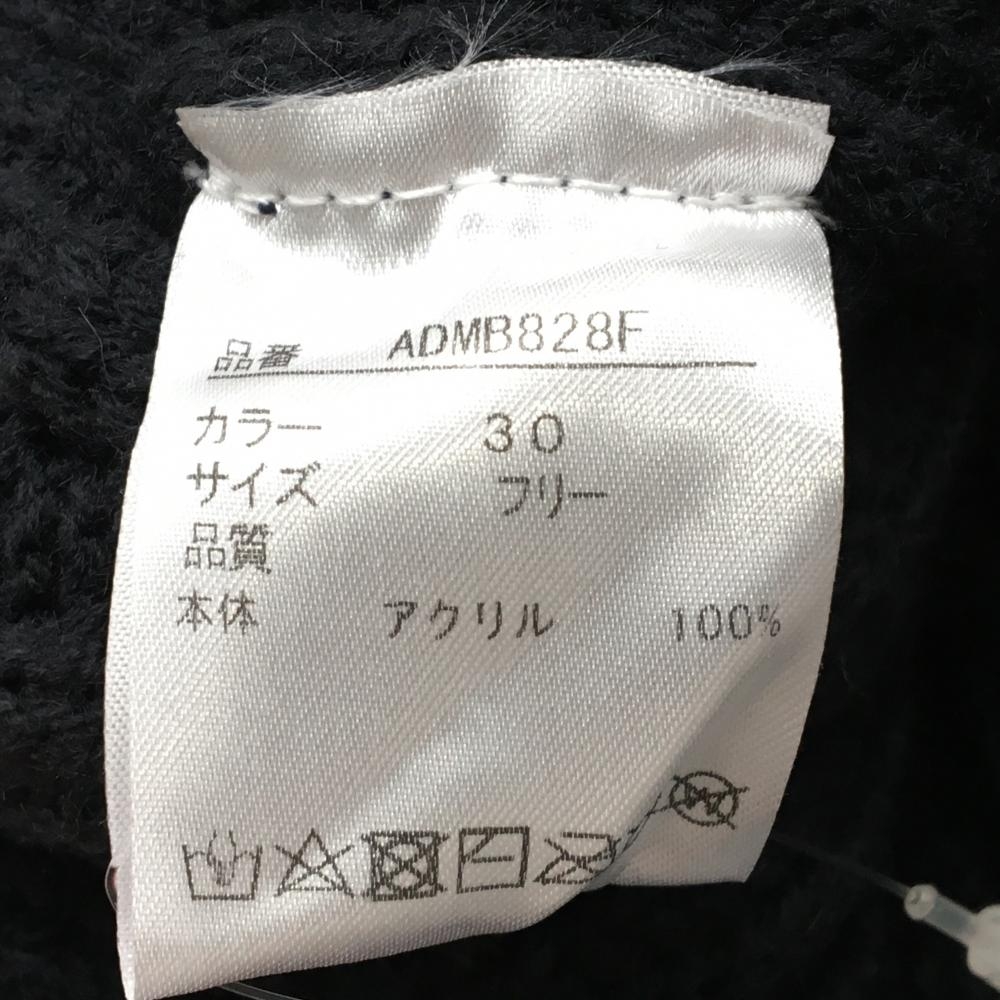 品番 ADMB828F
カラー 30
サイズ フリー
品質
本体 アクリル 100%